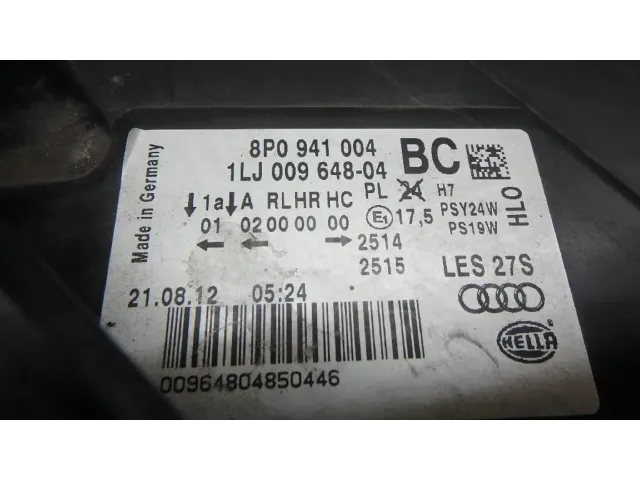 Made in Germany
8P0 941 004 BC
1LJ 009 648-04
1a A RL HR HC PL 24 H7
01 02 00 00 00 E1 17,5 PSY24W
PS19W
HLO
2514
2515 LES 27S
21.08.12 05:24
HELLA
00964804850446